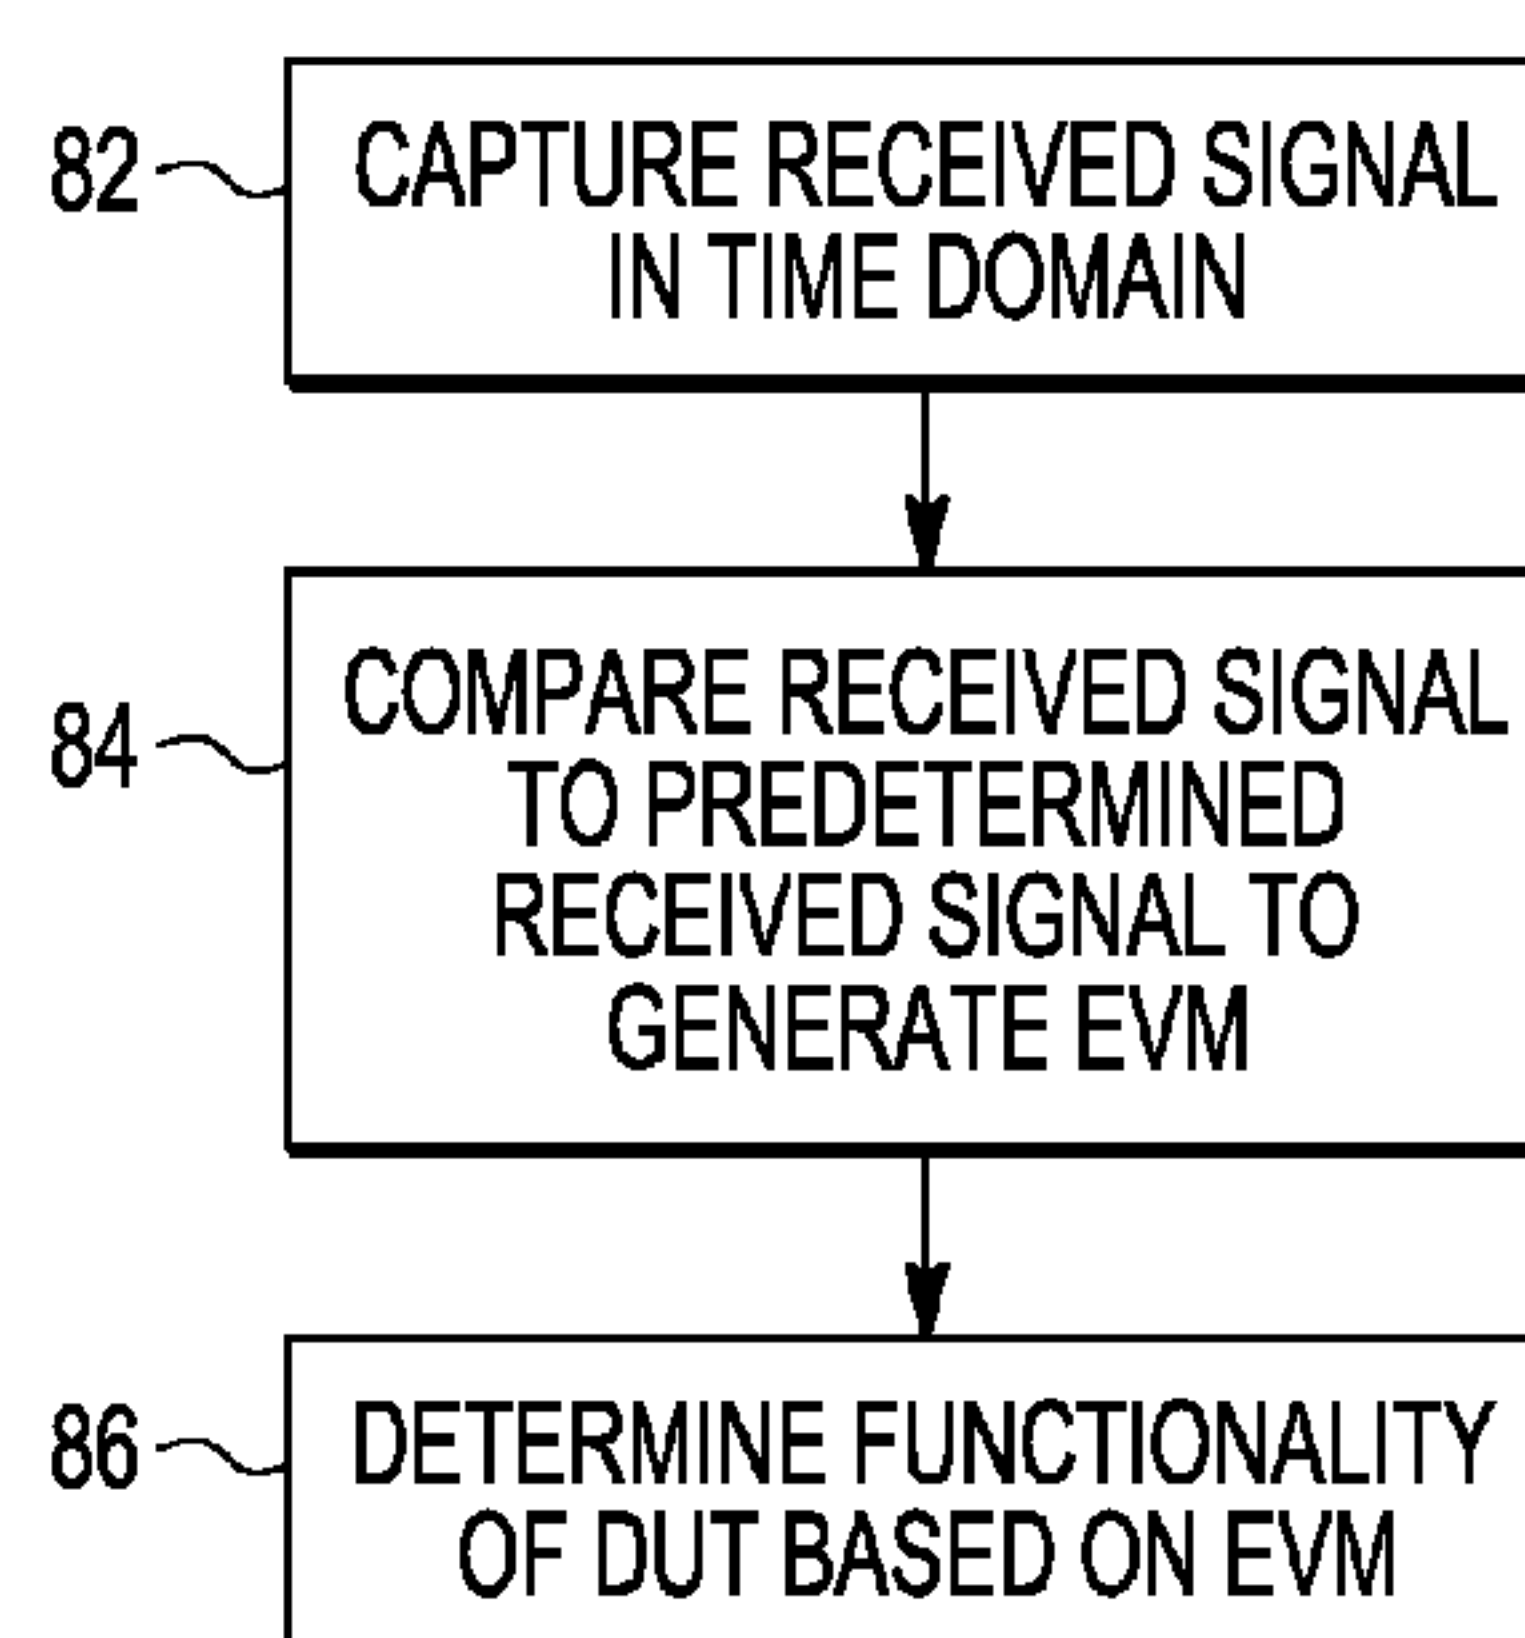 82
CAPTURE RECEIVED SIGNAL
IN TIME DOMAIN
84
COMPARE RECEIVED SIGNAL
TO PREDETERMINED
RECEIVED SIGNAL TO
GENERATE EVM
86
DETERMINE FUNCTIONALITY
OF DUT BASED ON EVM